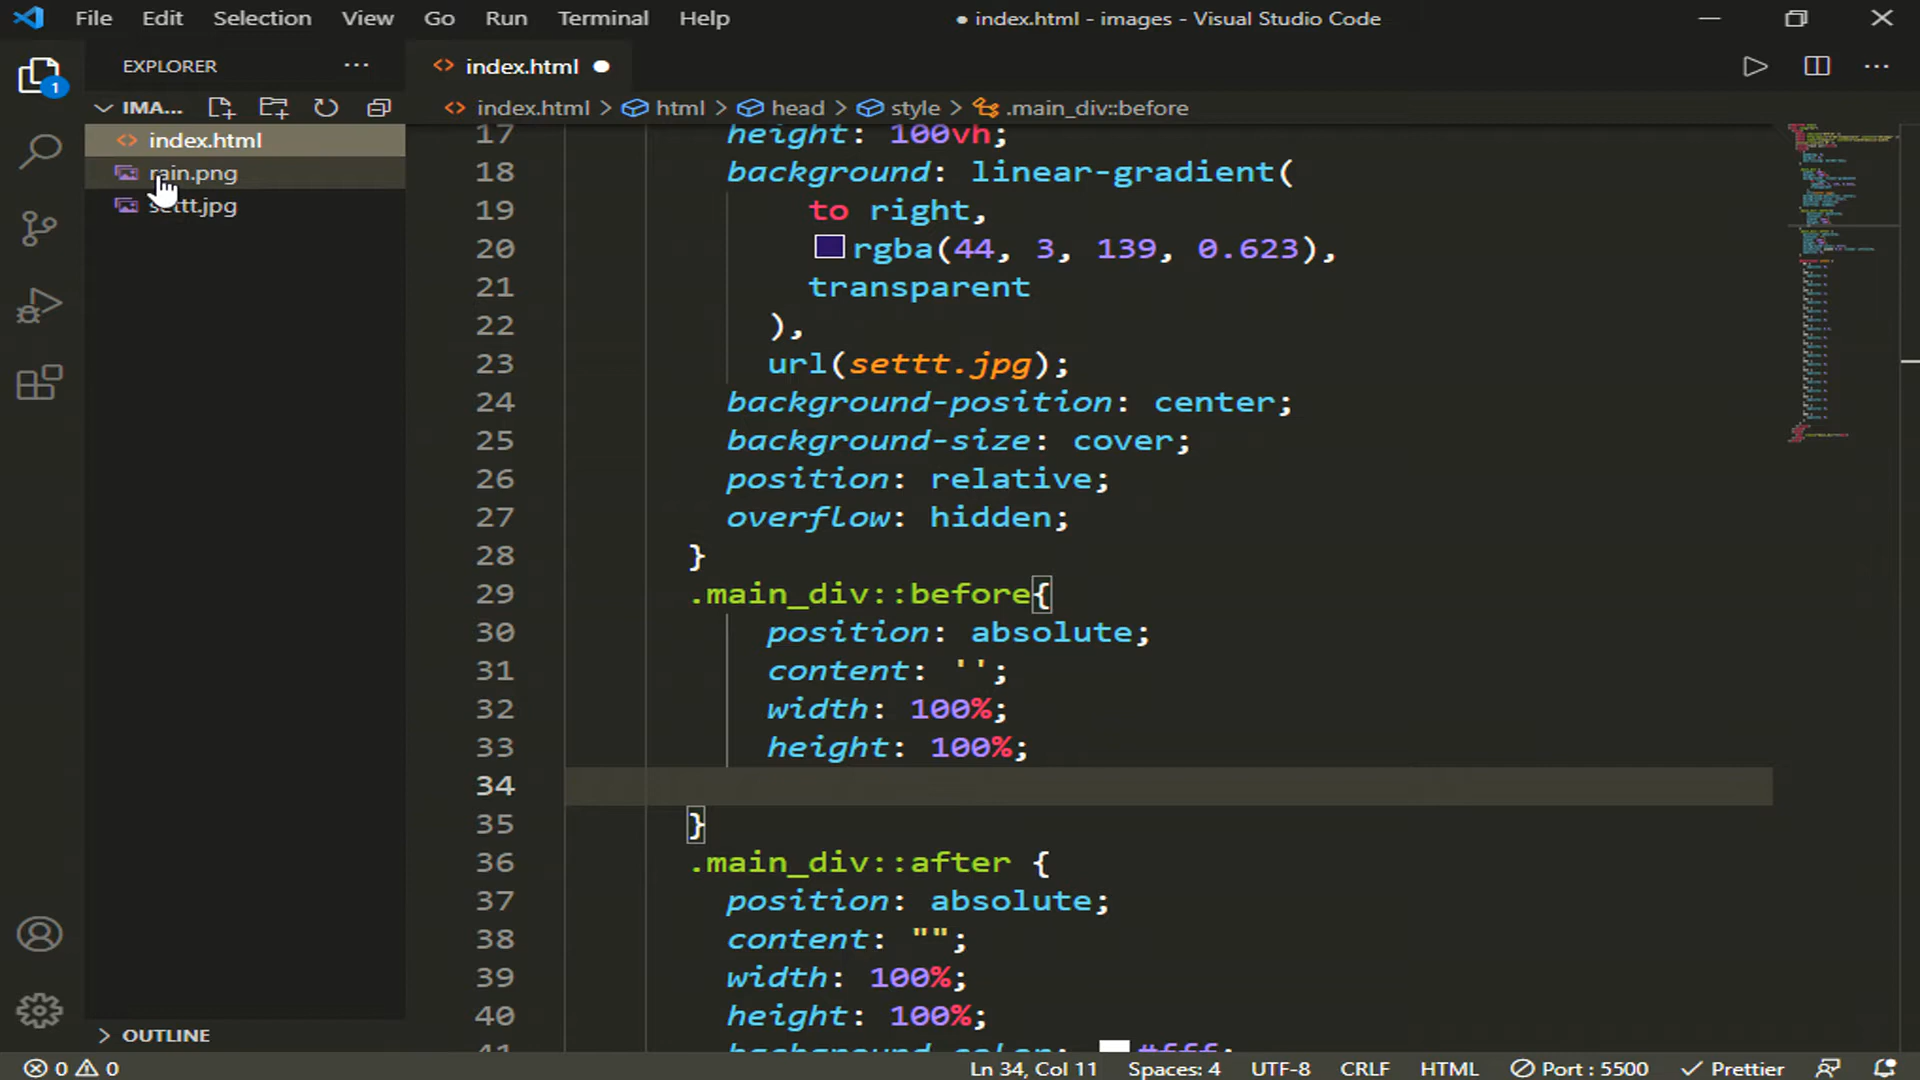 File Edit Selection View Go Run Terminal Help ● index.html - images - Visual Studio Code
EXPLORER ··· <> index.html ●
1
IMA... <> index.html > html > head > style > .main_div::before
<> index.html
rain.png
settt.jpg
17 height: 100vh;
18 background: linear-gradient(
19 to right,
20 rgba(44, 3, 139, 0.623),
21 transparent
22 ),
23 url(settt.jpg);
24 background-position: center;
25 background-size: cover;
26 position: relative;
27 overflow: hidden;
28 }
29 .main_div::before{
30 position: absolute;
31 content: '';
32 width: 100%;
33 height: 100%;
34
35 }
36 .main_div::after {
37 position: absolute;
38 content: "";
39 width: 100%;
40 height: 100%;
41 background-color: #fff;
OUTLINE
0 0 Ln 34, Col 11 Spaces: 4 UTF-8 CRLF HTML Port : 5500 Prettier